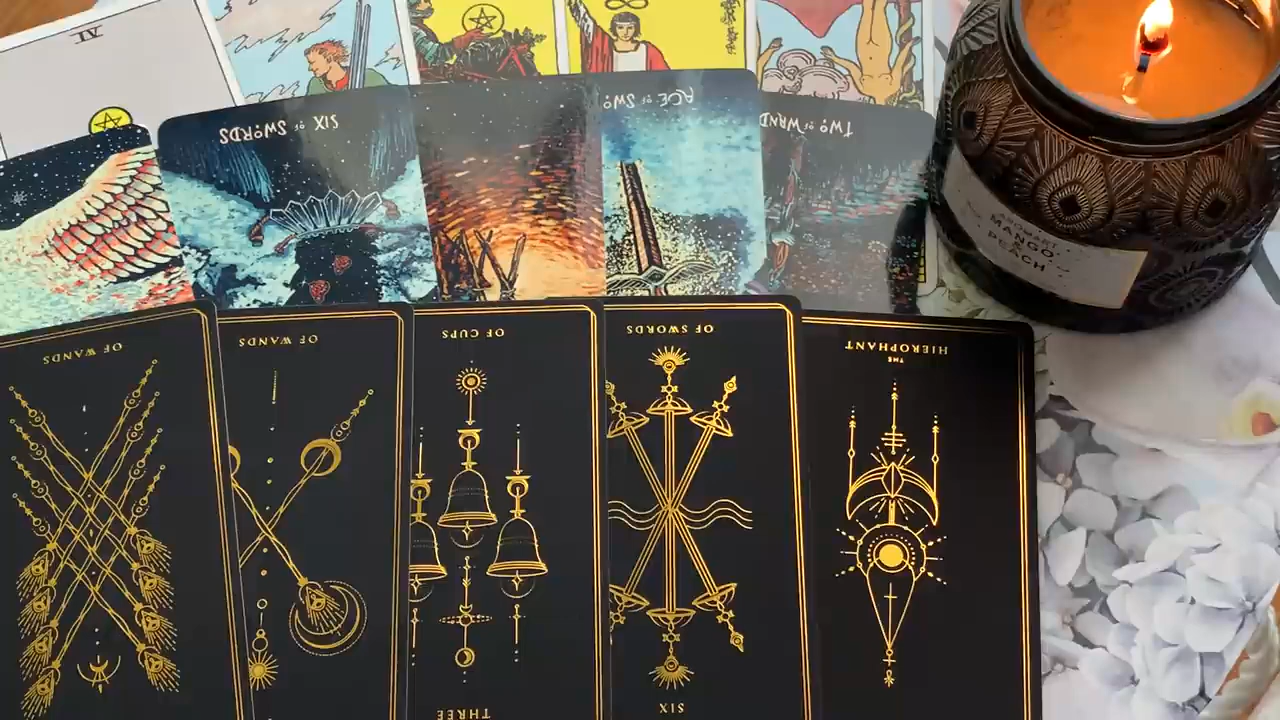 VI
SIX OF SWORDS
ACE OF SWO
TWO OF WAND
MANGO
PEACH
OF WANDS
OF WANDS
OF CUPS
OF SWORDS
THE
HIEROPHANT
THREE
SIX